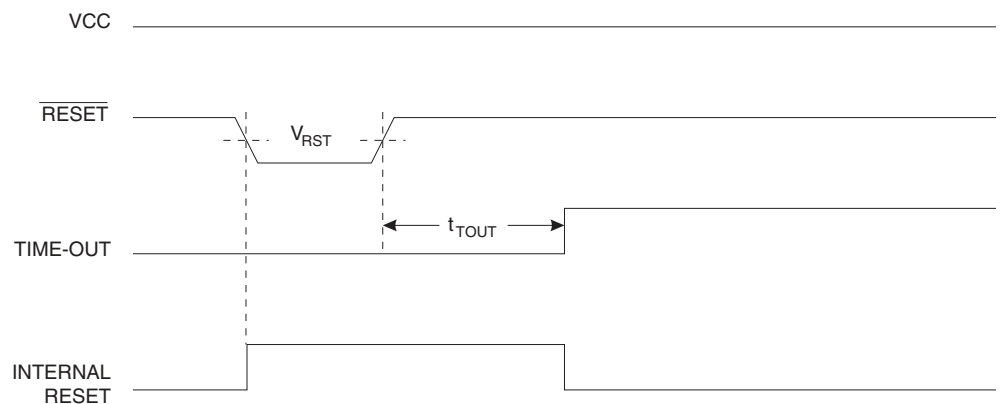 VCC
RESET
VRST
tTOUT
TIME-OUT
INTERNAL
RESET